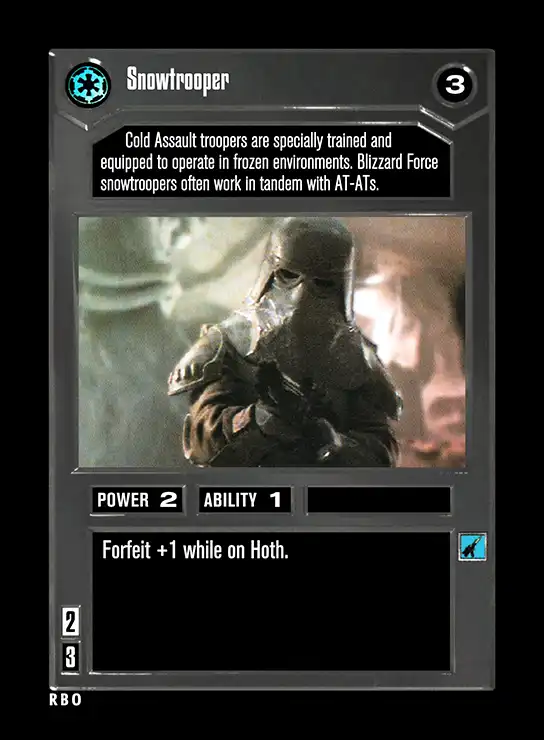 Snowtrooper
3
Cold Assault troopers are specially trained and
equipped to operate in frozen environments. Blizzard Force
snowtroopers often work in tandem with AT-ATs.
POWER 2 ABILITY 1
Forfeit +1 while on Hoth.
2
3
RBO